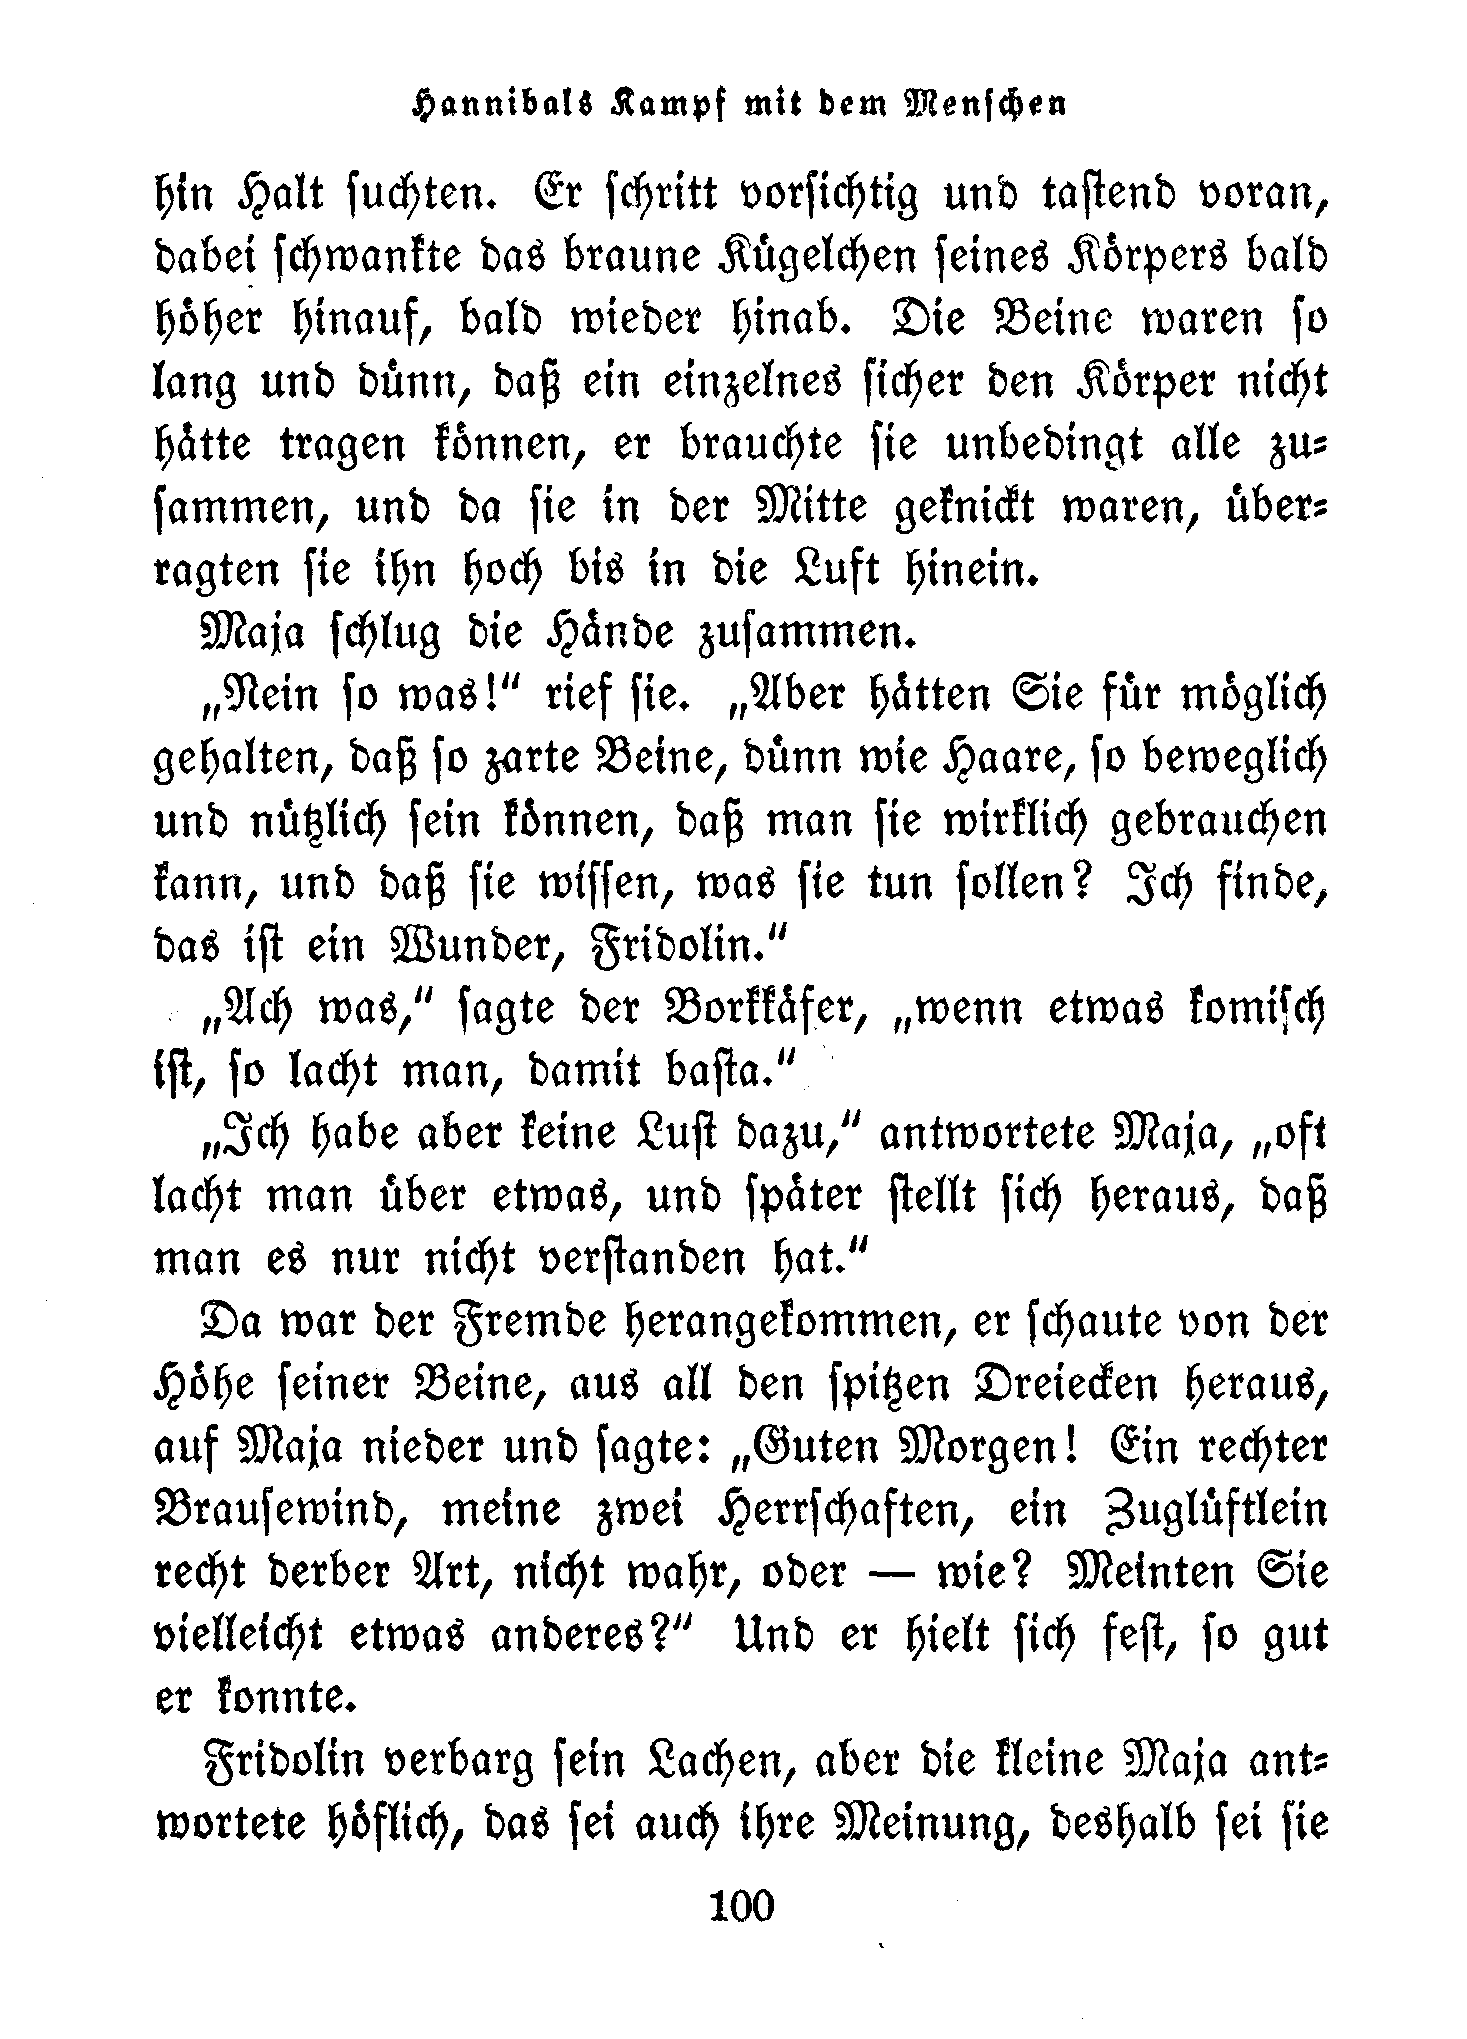 Hannibals Kampf mit dem Menschen
hin Halt suchten. Er schritt vorsichtig und tastend voran,
dabei schwankte das braune Kügelchen seines Körpers bald
höher hinauf, bald wieder hinab. Die Beine waren so
lang und dünn, daß ein einzelnes sicher den Körper nicht
hätte tragen können, er brauchte sie unbedingt alle zu-
sammen, und da sie in der Mitte geknickt waren, über-
ragten sie ihn hoch bis in die Luft hinein.
Maja schlug die Hände zusammen.
„Nein so was!“ rief sie. „Aber hätten Sie für möglich
gehalten, daß so zarte Beine, dünn wie Haare, so beweglich
und nützlich sein können, daß man sie wirklich gebrauchen
kann, und daß sie wissen, was sie tun sollen? Ich finde,
das ist ein Wunder, Fridolin.“
„Ach was,“ sagte der Borkkäfer, „wenn etwas komisch
ist, so lacht man, damit basta.“
„Ich habe aber keine Lust dazu,“ antwortete Maja, „oft
lacht man über etwas, und später stellt sich heraus, daß
man es nur nicht verstanden hat.“
Da war der Fremde herangekommen, er schaute von der
Höhe seiner Beine, aus all den spitzen Dreiecken heraus,
auf Maja nieder und sagte: „Guten Morgen! Ein rechter
Brausewind, meine zwei Herrschaften, ein Zuglüftlein
recht derber Art, nicht wahr, oder — wie? Meinten Sie
vielleicht etwas anderes?“ Und er hielt sich fest, so gut
er konnte.
Fridolin verbarg sein Lachen, aber die kleine Maja ant-
wortete höflich, das sei auch ihre Meinung, deshalb sei sie
100